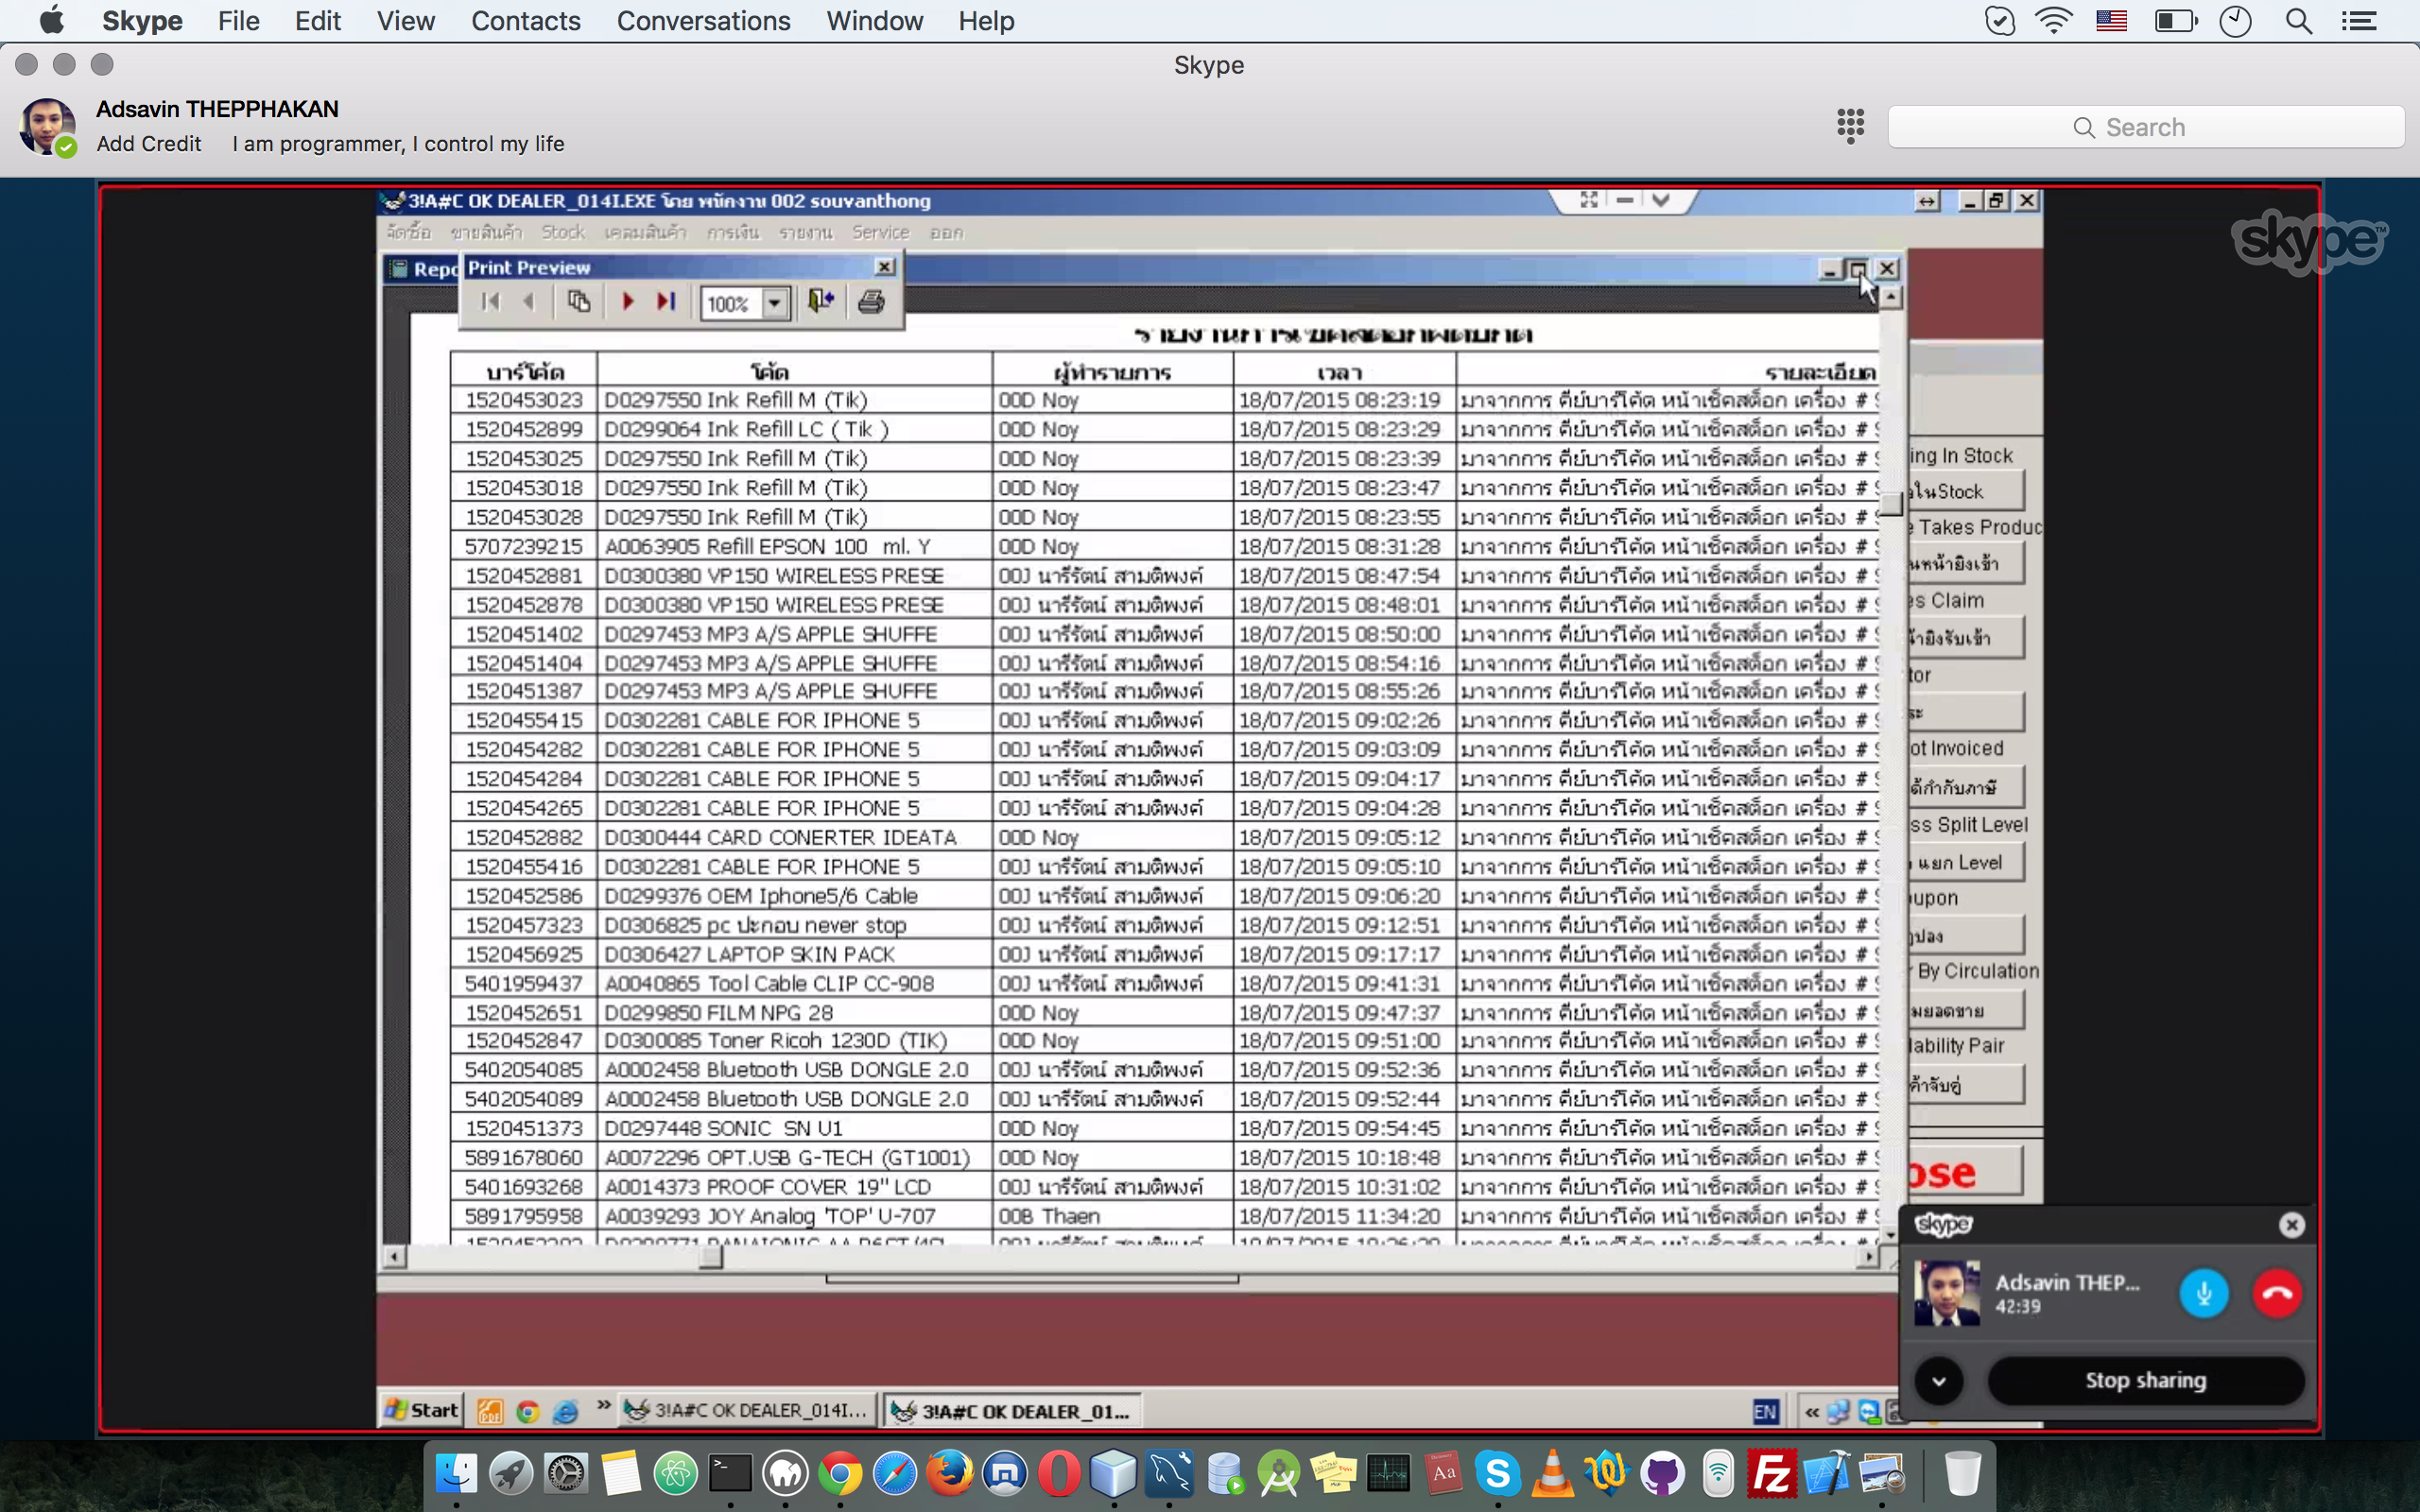 Skype File Edit View Contacts Conversations Window Help
Skype
Adsavin THEPPHAKAN
Add Credit I am programmer, I control my life
Search
3!A#C OK DEALER_014I.EXE โดย พนักงาน 002 souvanthong
จัดซื้อ ขายสินค้า Stock เคลมสินค้า การเงิน รายงาน Service ออก
skype
Repo
Print Preview
100%
บาร์โค้ด โค้ด ผู้ทำรายการ เวลา รายละเอียด
1520453023 D0297550 Ink Refill M (Tik) 00D Noy 18/07/2015 08:23:19 มาจากการ คีย์บาร์โค้ด หน้าเช็คสต็อก เครื่อง #
1520452899 D0299064 Ink Refill LC ( Tik ) 00D Noy 18/07/2015 08:23:29 มาจากการ คีย์บาร์โค้ด หน้าเช็คสต็อก เครื่อง #
1520453025 D0297550 Ink Refill M (Tik) 00D Noy 18/07/2015 08:23:39 มาจากการ คีย์บาร์โค้ด หน้าเช็คสต็อก เครื่อง #
1520453018 D0297550 Ink Refill M (Tik) 00D Noy 18/07/2015 08:23:47 มาจากการ คีย์บาร์โค้ด หน้าเช็คสต็อก เครื่อง #
1520453028 D0297550 Ink Refill M (Tik) 00D Noy 18/07/2015 08:23:55 มาจากการ คีย์บาร์โค้ด หน้าเช็คสต็อก เครื่อง #
5707239215 A0063905 Refill EPSON 100 ml. Y 00D Noy 18/07/2015 08:31:28 มาจากการ คีย์บาร์โค้ด หน้าเช็คสต็อก เครื่อง #
1520452881 D0300380 VP150 WIRELESS PRESE 00J นารีรัตน์ สามติพงค์ 18/07/2015 08:47:54 มาจากการ คีย์บาร์โค้ด หน้าเช็คสต็อก เครื่อง #
1520452878 D0300380 VP150 WIRELESS PRESE 00J นารีรัตน์ สามติพงค์ 18/07/2015 08:48:01 มาจากการ คีย์บาร์โค้ด หน้าเช็คสต็อก เครื่อง #
1520451402 D0297453 MP3 A/S APPLE SHUFFE 00J นารีรัตน์ สามติพงค์ 18/07/2015 08:50:00 มาจากการ คีย์บาร์โค้ด หน้าเช็คสต็อก เครื่อง #
1520451404 D0297453 MP3 A/S APPLE SHUFFE 00J นารีรัตน์ สามติพงค์ 18/07/2015 08:54:16 มาจากการ คีย์บาร์โค้ด หน้าเช็คสต็อก เครื่อง #
1520451387 D0297453 MP3 A/S APPLE SHUFFE 00J นารีรัตน์ สามติพงค์ 18/07/2015 08:55:26 มาจากการ คีย์บาร์โค้ด หน้าเช็คสต็อก เครื่อง #
1520455415 D0302281 CABLE FOR IPHONE 5 00J นารีรัตน์ สามติพงค์ 18/07/2015 09:02:26 มาจากการ คีย์บาร์โค้ด หน้าเช็คสต็อก เครื่อง #
1520454282 D0302281 CABLE FOR IPHONE 5 00J นารีรัตน์ สามติพงค์ 18/07/2015 09:03:09 มาจากการ คีย์บาร์โค้ด หน้าเช็คสต็อก เครื่อง #
1520454284 D0302281 CABLE FOR IPHONE 5 00J นารีรัตน์ สามติพงค์ 18/07/2015 09:04:17 มาจากการ คีย์บาร์โค้ด หน้าเช็คสต็อก เครื่อง #
1520454265 D0302281 CABLE FOR IPHONE 5 00J นารีรัตน์ สามติพงค์ 18/07/2015 09:04:28 มาจากการ คีย์บาร์โค้ด หน้าเช็คสต็อก เครื่อง #
1520452882 D0300444 CARD CONERTER IDEATA 00D Noy 18/07/2015 09:05:12 มาจากการ คีย์บาร์โค้ด หน้าเช็คสต็อก เครื่อง #
1520455416 D0302281 CABLE FOR IPHONE 5 00J นารีรัตน์ สามติพงค์ 18/07/2015 09:05:10 มาจากการ คีย์บาร์โค้ด หน้าเช็คสต็อก เครื่อง #
1520452586 D0299376 OEM Iphone5/6 Cable 00J นารีรัตน์ สามติพงค์ 18/07/2015 09:06:20 มาจากการ คีย์บาร์โค้ด หน้าเช็คสต็อก เครื่อง #
1520457323 D0306825 pc ปะกอบ never stop 00J นารีรัตน์ สามติพงค์ 18/07/2015 09:12:51 มาจากการ คีย์บาร์โค้ด หน้าเช็คสต็อก เครื่อง #
1520456925 D0306427 LAPTOP SKIN PACK 00J นารีรัตน์ สามติพงค์ 18/07/2015 09:17:17 มาจากการ คีย์บาร์โค้ด หน้าเช็คสต็อก เครื่อง #
5401959437 A0040865 Tool Cable CLIP CC-908 00J นารีรัตน์ สามติพงค์ 18/07/2015 09:41:31 มาจากการ คีย์บาร์โค้ด หน้าเช็คสต็อก เครื่อง #
1520452651 D0299850 FILM NPG 28 00D Noy 18/07/2015 09:47:37 มาจากการ คีย์บาร์โค้ด หน้าเช็คสต็อก เครื่อง #
1520452847 D0300085 Toner Ricoh 1230D (TIK) 00D Noy 18/07/2015 09:51:00 มาจากการ คีย์บาร์โค้ด หน้าเช็คสต็อก เครื่อง #
5402054085 A0002458 Bluetooth USB DONGLE 2.0 00J นารีรัตน์ สามติพงค์ 18/07/2015 09:52:36 มาจากการ คีย์บาร์โค้ด หน้าเช็คสต็อก เครื่อง #
5402054089 A0002458 Bluetooth USB DONGLE 2.0 00J นารีรัตน์ สามติพงค์ 18/07/2015 09:52:44 มาจากการ คีย์บาร์โค้ด หน้าเช็คสต็อก เครื่อง #
1520451373 D0297448 SONIC SN U1 00D Noy 18/07/2015 09:54:45 มาจากการ คีย์บาร์โค้ด หน้าเช็คสต็อก เครื่อง #
5891678060 A0072296 OPT.USB G-TECH (GT1001) 00D Noy 18/07/2015 10:18:48 มาจากการ คีย์บาร์โค้ด หน้าเช็คสต็อก เครื่อง #
5401693268 A0014373 PROOF COVER 19" LCD 00J นารีรัตน์ สามติพงค์ 18/07/2015 10:31:02 มาจากการ คีย์บาร์โค้ด หน้าเช็คสต็อก เครื่อง #
5891795958 A0039293 JOY Analog 'TOP' U-707 00B Thaen 18/07/2015 11:34:20 มาจากการ คีย์บาร์โค้ด หน้าเช็คสต็อก เครื่อง #
ing In Stock
ในStock
e Takes Produc
นหน้ายิงเข้า
es Claim
ายิงรับเข้า
tor
ระ
ot Invoiced
ดี้กำกับภาษี
ss Split Level
แยก Level
upon
ูปลอง
By Circulation
มยอดขาย
lability Pair
ค้าจับคู่
ose
skype
Adsavin THEP...
42:39
Stop sharing
Start 3!A#C OK DEALER_014I... 3!A#C OK DEALER_01... EN